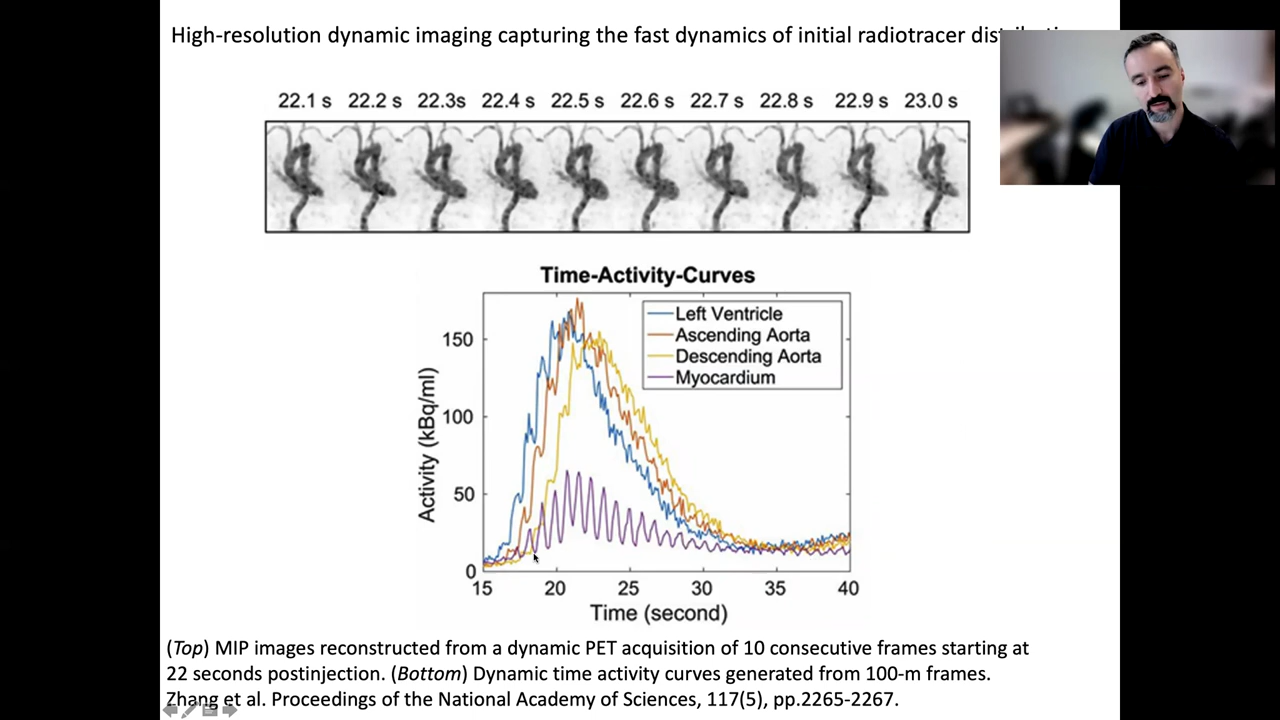 High-resolution dynamic imaging capturing the fast dynamics of initial radiotracer
22.1 s 22.2 s 22.3s 22.4 s 22.5 s 22.6 s 22.7 s 22.8 s 22.9 s 23.0 s
Time-Activity-Curves
Left Ventricle
Ascending Aorta
Descending Aorta
Myocardium
Activity (kBq/ml)
150
100
50
0
15 20 25 30 35 40
Time (second)
(Top) MIP images reconstructed from a dynamic PET acquisition of 10 consecutive frames starting at
22 seconds postinjection. (Bottom) Dynamic time activity curves generated from 100-m frames.
Zhang et al. Proceedings of the National Academy of Sciences, 117(5), pp.2265-2267.